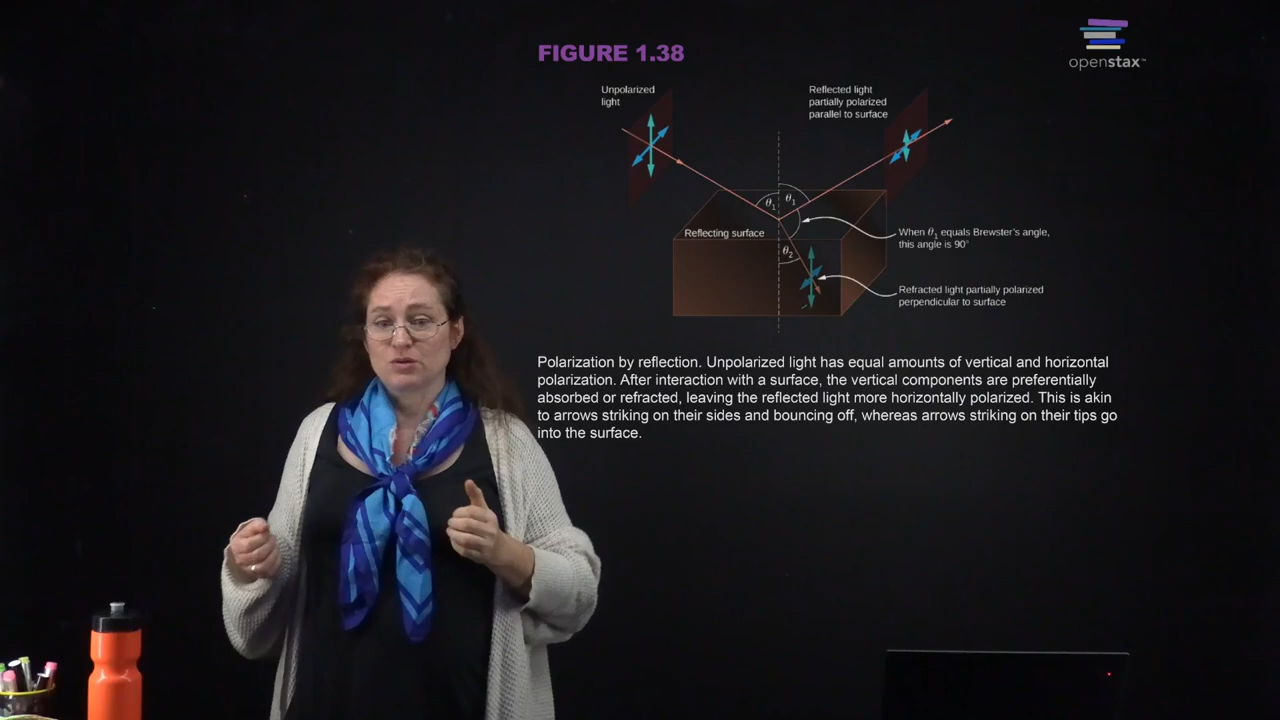 FIGURE 1.38
openstax™
Unpolarized
light
Reflected light
partially polarized
parallel to surface
θ1
θ1
Reflecting surface
When θ1 equals Brewster's angle,
this angle is 90°
θ2
Refracted light partially polarized
perpendicular to surface
Polarization by reflection. Unpolarized light has equal amounts of vertical and horizontal
polarization. After interaction with a surface, the vertical components are preferentially
absorbed or refracted, leaving the reflected light more horizontally polarized. This is akin
to arrows striking on their sides and bouncing off, whereas arrows striking on their tips go
into the surface.